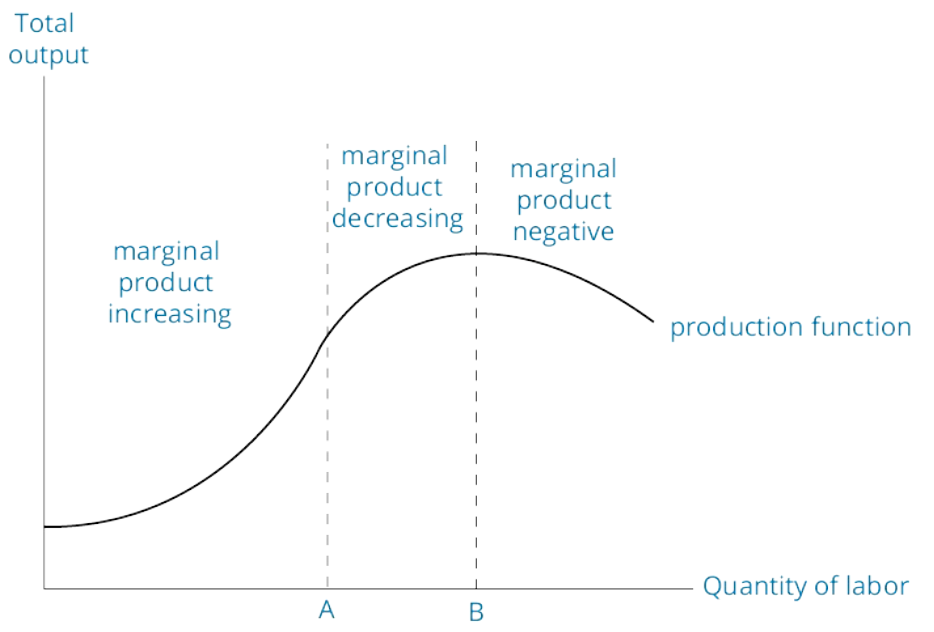 Total
output
marginal
product
increasing
marginal
product
decreasing
marginal
product
negative
production function
Quantity of labor
A
B